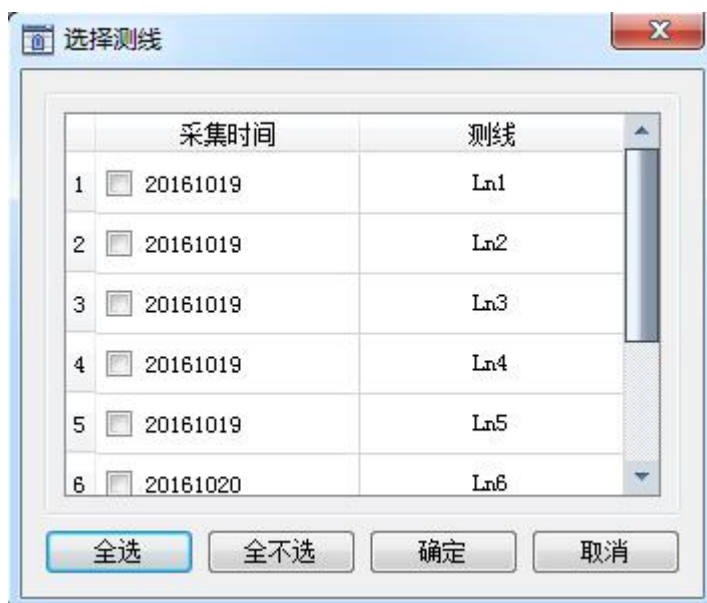 选择测线
采集时间 测线
1 20161019 Ln1
2 20161019 Ln2
3 20161019 Ln3
4 20161019 Ln4
5 20161019 Ln5
6 20161020 Ln6
全选 全不选 确定 取消